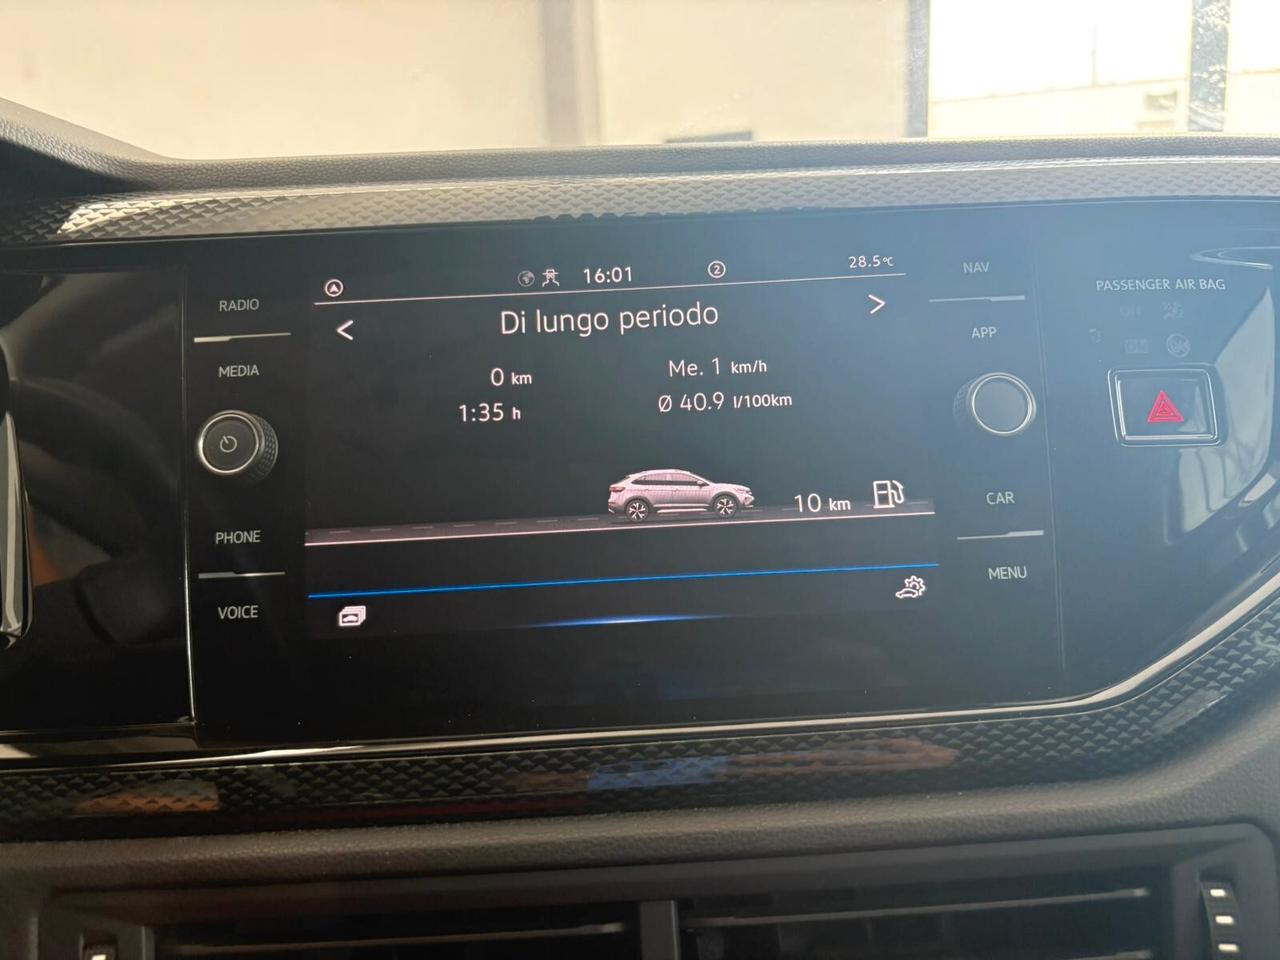 16:01
2
28.5°C
Di lungo periodo
0 km
Me. 1 km/h
1:35 h
Ø 40.9 l/100km
10 km
RADIO
MEDIA
PHONE
VOICE
NAV
APP
CAR
MENU
PASSENGER AIR BAG